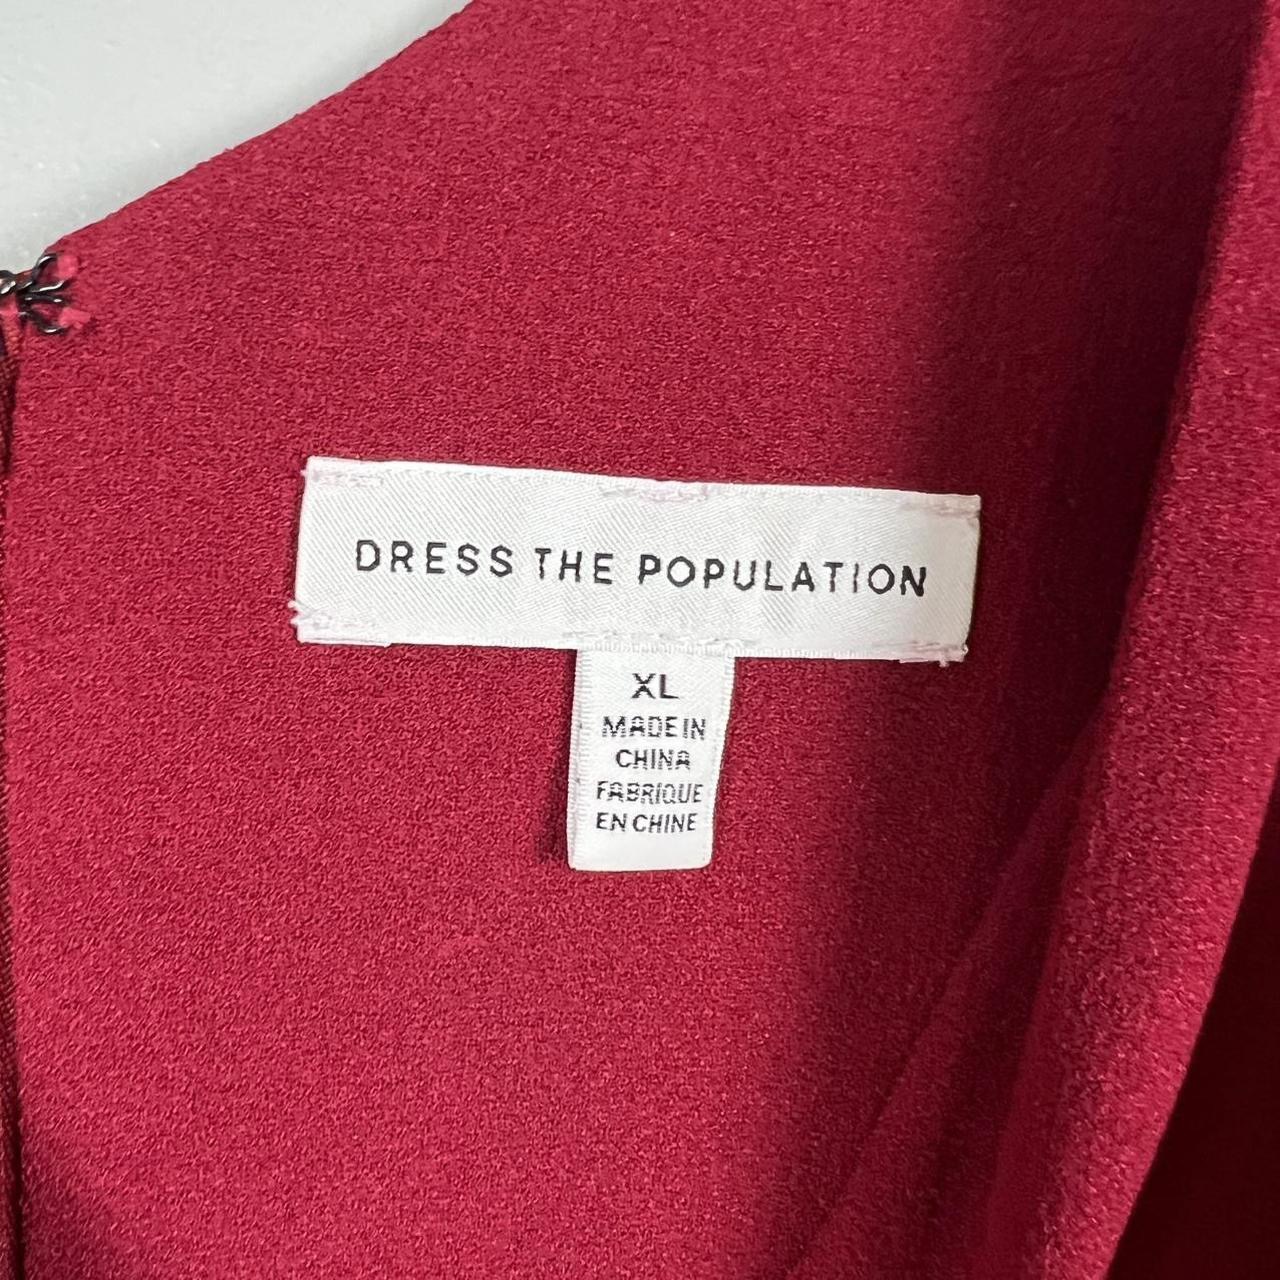 DRESS THE POPULATION
XL
MADE IN
CHINA
FABRIQUE
EN CHINE